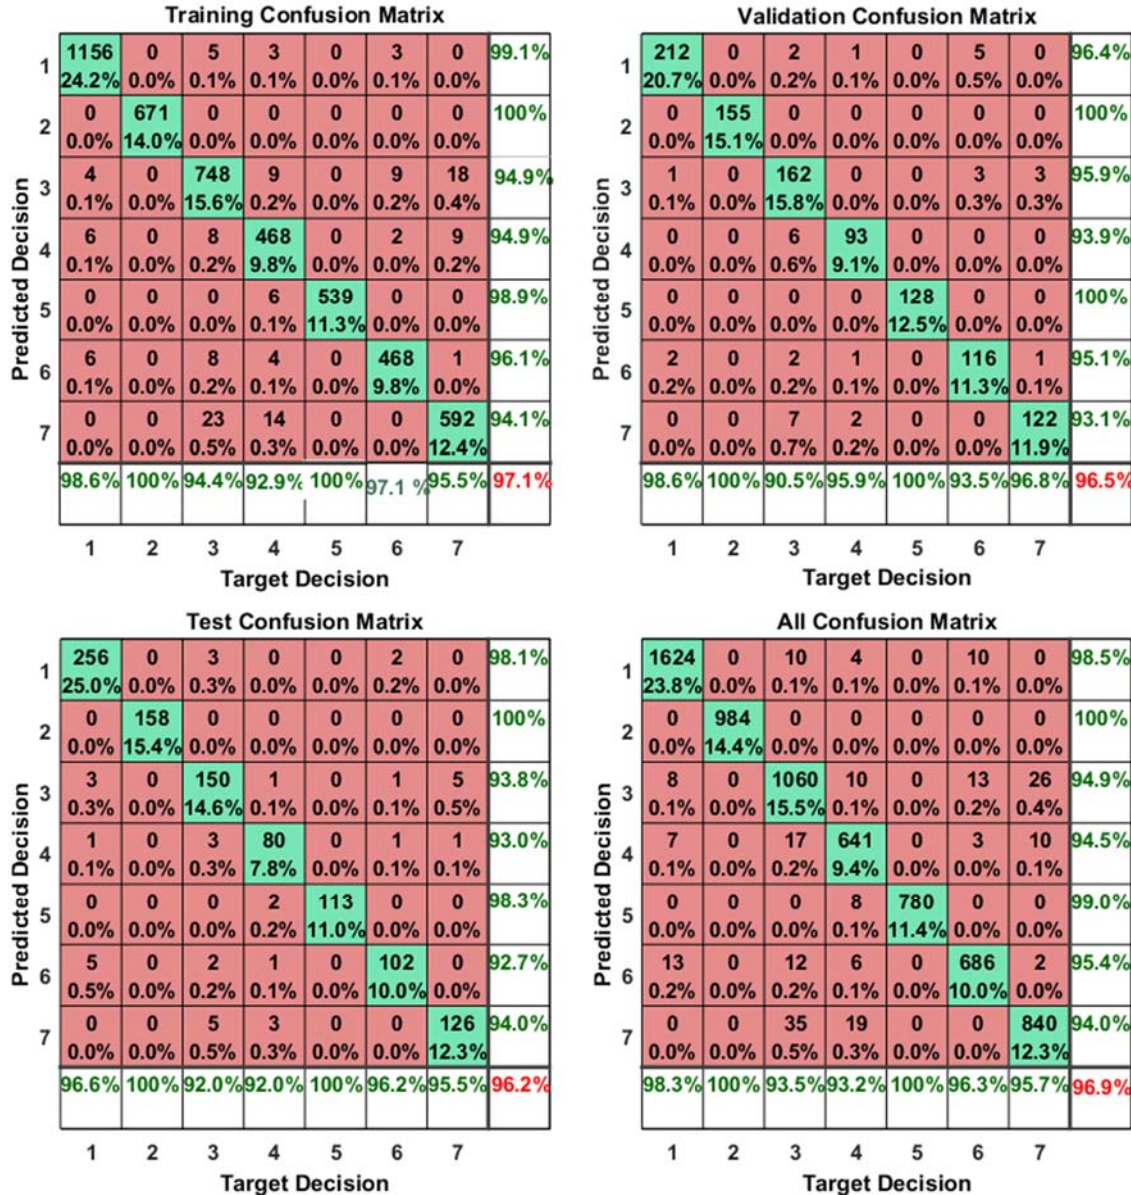 Training Confusion Matrix
1156 0 5 3 0 3 0 99.1%
1
24.2% 0.0% 0.1% 0.1% 0.0% 0.1% 0.0%
0 671 0 0 0 0 0 100%
2
0.0% 14.0% 0.0% 0.0% 0.0% 0.0% 0.0%
4 0 748 9 0 9 18 94.9%
3
0.1% 0.0% 15.6% 0.2% 0.0% 0.2% 0.4%
6 0 8 468 0 2 9 94.9%
4
0.1% 0.0% 0.2% 9.8% 0.0% 0.0% 0.2%
0 0 0 6 539 0 0 98.9%
5
0.0% 0.0% 0.0% 0.1% 11.3% 0.0% 0.0%
6 0 8 4 0 468 1 96.1%
6
0.1% 0.0% 0.2% 0.1% 0.0% 9.8% 0.0%
0 0 23 14 0 0 592 94.1%
7
0.0% 0.0% 0.5% 0.3% 0.0% 0.0% 12.4%
98.6% 100% 94.4% 92.9% 100% 97.1 % 95.5% 97.1%
1 2 3 4 5 6 7
Target Decision
Predicted Decision
Validation Confusion Matrix
212 0 2 1 0 5 0 96.4%
1
20.7% 0.0% 0.2% 0.1% 0.0% 0.5% 0.0%
0 155 0 0 0 0 0 100%
2
0.0% 15.1% 0.0% 0.0% 0.0% 0.0% 0.0%
1 0 162 0 0 3 3 95.9%
3
0.1% 0.0% 15.8% 0.0% 0.0% 0.3% 0.3%
0 0 6 93 0 0 0 93.9%
4
0.0% 0.0% 0.6% 9.1% 0.0% 0.0% 0.0%
0 0 0 0 128 0 0 100%
5
0.0% 0.0% 0.0% 0.0% 12.5% 0.0% 0.0%
2 0 2 1 0 116 1 95.1%
6
0.2% 0.0% 0.2% 0.1% 0.0% 11.3% 0.1%
0 0 7 2 0 0 122 93.1%
7
0.0% 0.0% 0.7% 0.2% 0.0% 0.0% 11.9%
98.6% 100% 90.5% 95.9% 100% 93.5% 96.8% 96.5%
1 2 3 4 5 6 7
Target Decision
Predicted Decision
Test Confusion Matrix
256 0 3 0 0 2 0 98.1%
1
25.0% 0.0% 0.3% 0.0% 0.0% 0.2% 0.0%
0 158 0 0 0 0 0 100%
2
0.0% 15.4% 0.0% 0.0% 0.0% 0.0% 0.0%
3 0 150 1 0 1 5 93.8%
3
0.3% 0.0% 14.6% 0.1% 0.0% 0.1% 0.5%
1 0 3 80 0 1 1 93.0%
4
0.1% 0.0% 0.3% 7.8% 0.0% 0.1% 0.1%
0 0 0 2 113 0 0 98.3%
5
0.0% 0.0% 0.0% 0.2% 11.0% 0.0% 0.0%
5 0 2 1 0 102 0 92.7%
6
0.5% 0.0% 0.2% 0.1% 0.0% 10.0% 0.0%
0 0 5 3 0 0 126 94.0%
7
0.0% 0.0% 0.5% 0.3% 0.0% 0.0% 12.3%
96.6% 100% 92.0% 92.0% 100% 96.2% 95.5% 96.2%
1 2 3 4 5 6 7
Target Decision
Predicted Decision
All Confusion Matrix
1624 0 10 4 0 10 0 98.5%
1
23.8% 0.0% 0.1% 0.1% 0.0% 0.1% 0.0%
0 984 0 0 0 0 0 100%
2
0.0% 14.4% 0.0% 0.0% 0.0% 0.0% 0.0%
8 0 1060 10 0 13 26 94.9%
3
0.1% 0.0% 15.5% 0.1% 0.0% 0.2% 0.4%
7 0 17 641 0 3 10 94.5%
4
0.1% 0.0% 0.2% 9.4% 0.0% 0.0% 0.1%
0 0 0 8 780 0 0 99.0%
5
0.0% 0.0% 0.0% 0.1% 11.4% 0.0% 0.0%
13 0 12 6 0 686 2 95.4%
6
0.2% 0.0% 0.2% 0.1% 0.0% 10.0% 0.0%
0 0 35 19 0 0 840 94.0%
7
0.0% 0.0% 0.5% 0.3% 0.0% 0.0% 12.3%
98.3% 100% 93.5% 93.2% 100% 96.3% 95.7% 96.9%
1 2 3 4 5 6 7
Target Decision
Predicted Decision